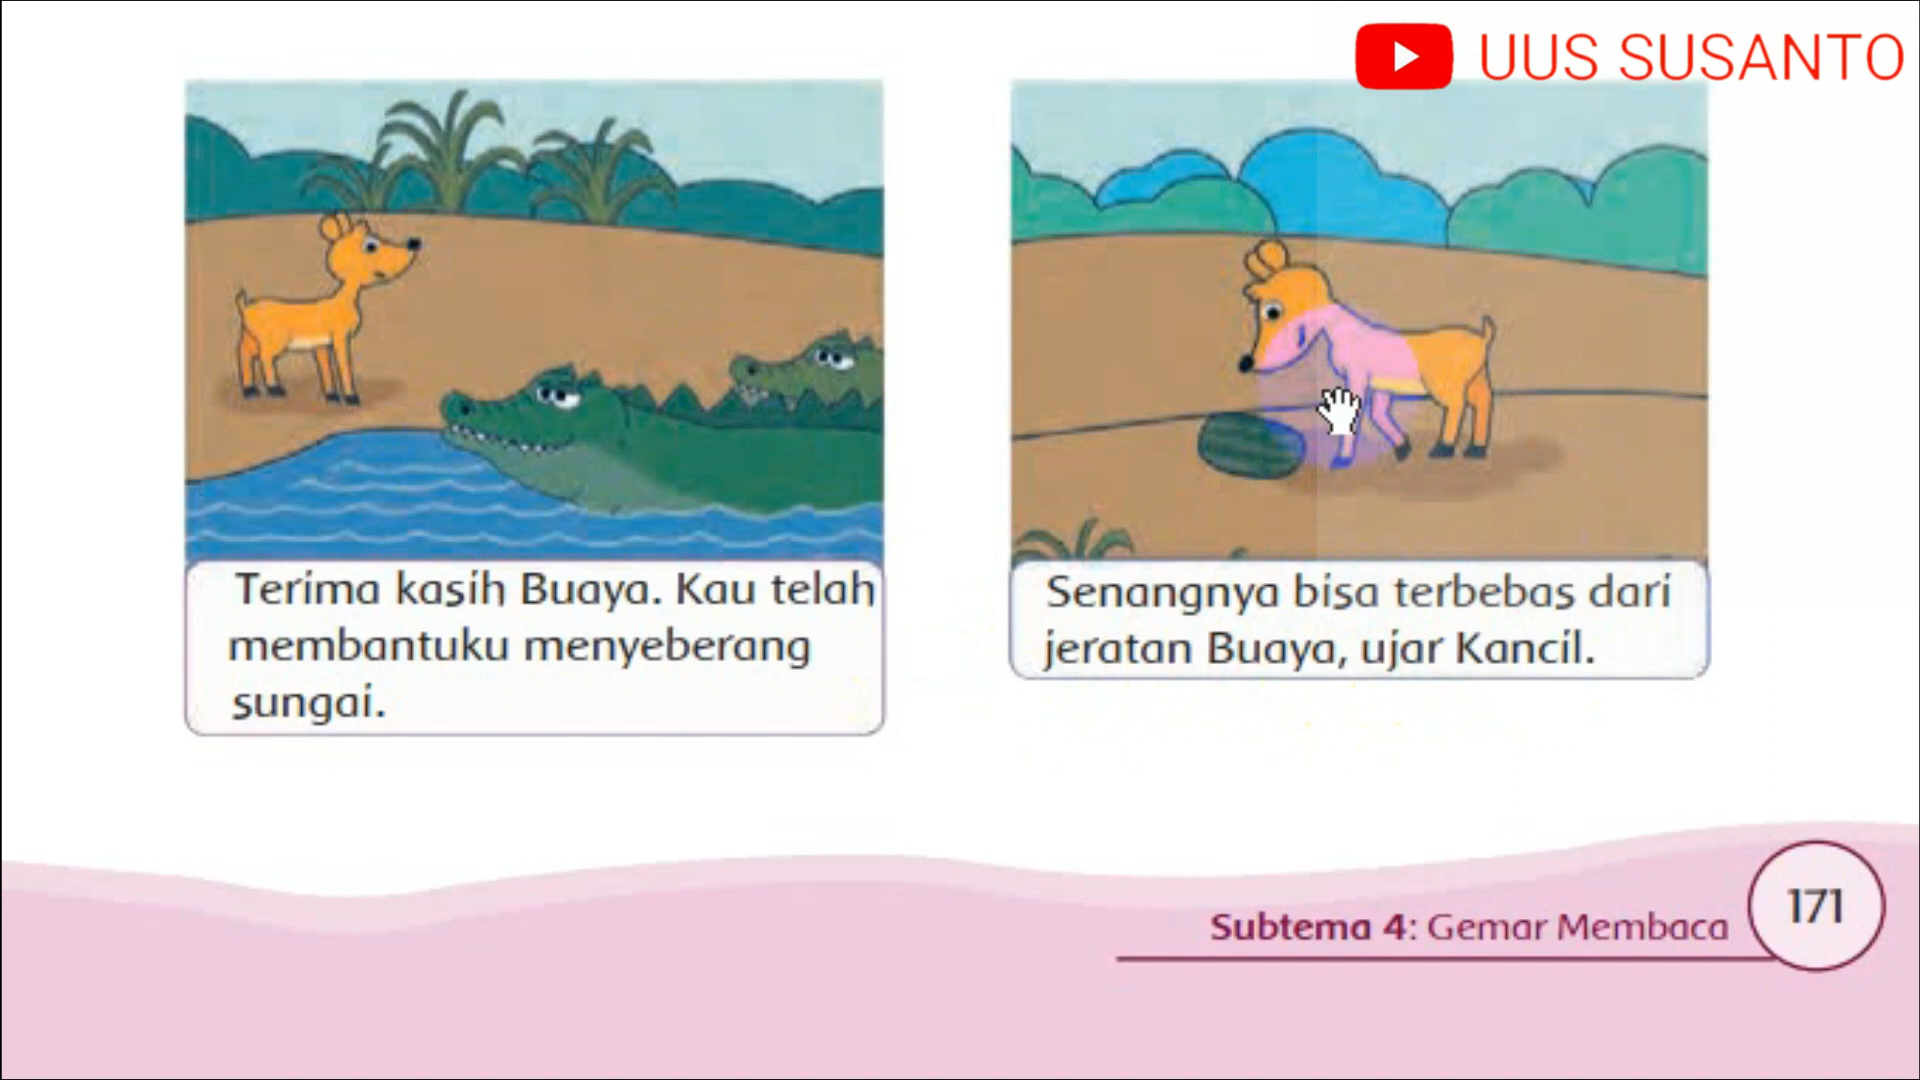 UUS SUSANTO
Terima kasih Buaya. Kau telah
membantuku menyeberang
sungai.
Senangnya bisa terbebas dari
jeratan Buaya, ujar Kancil.
Subtema 4: Gemar Membaca
171